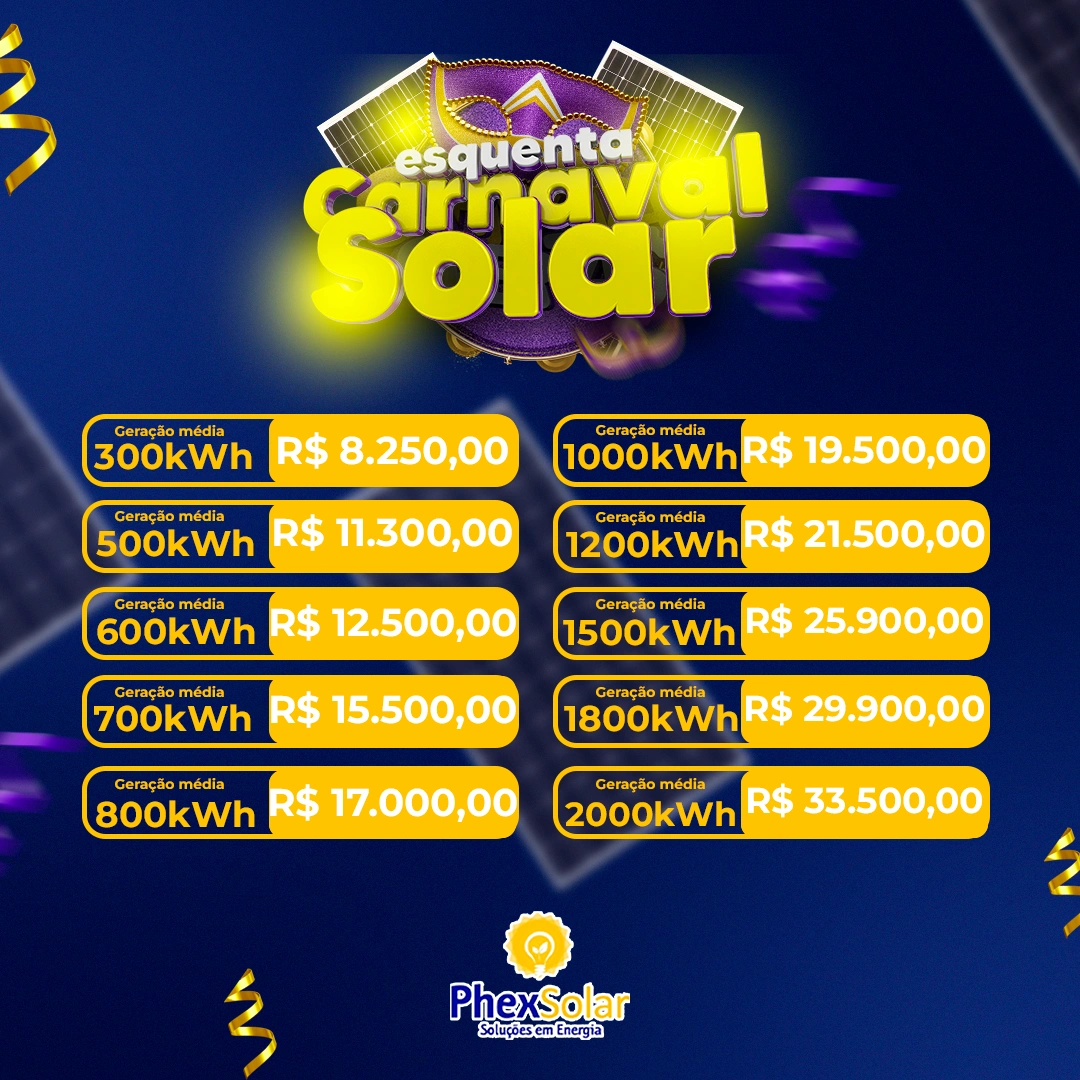 esquenta
Carnaval
Solar
Geração média
300kWh
R$ 8.250,00
Geração média
500kWh
R$ 11.300,00
Geração média
600kWh
R$ 12.500,00
Geração média
700kWh
R$ 15.500,00
Geração média
800kWh
R$ 17.000,00
Geração média
1000kWh
R$ 19.500,00
Geração média
1200kWh
R$ 21.500,00
Geração média
1500kWh
R$ 25.900,00
Geração média
1800kWh
R$ 29.900,00
Geração média
2000kWh
R$ 33.500,00
PhexSolar
Soluções em Energia